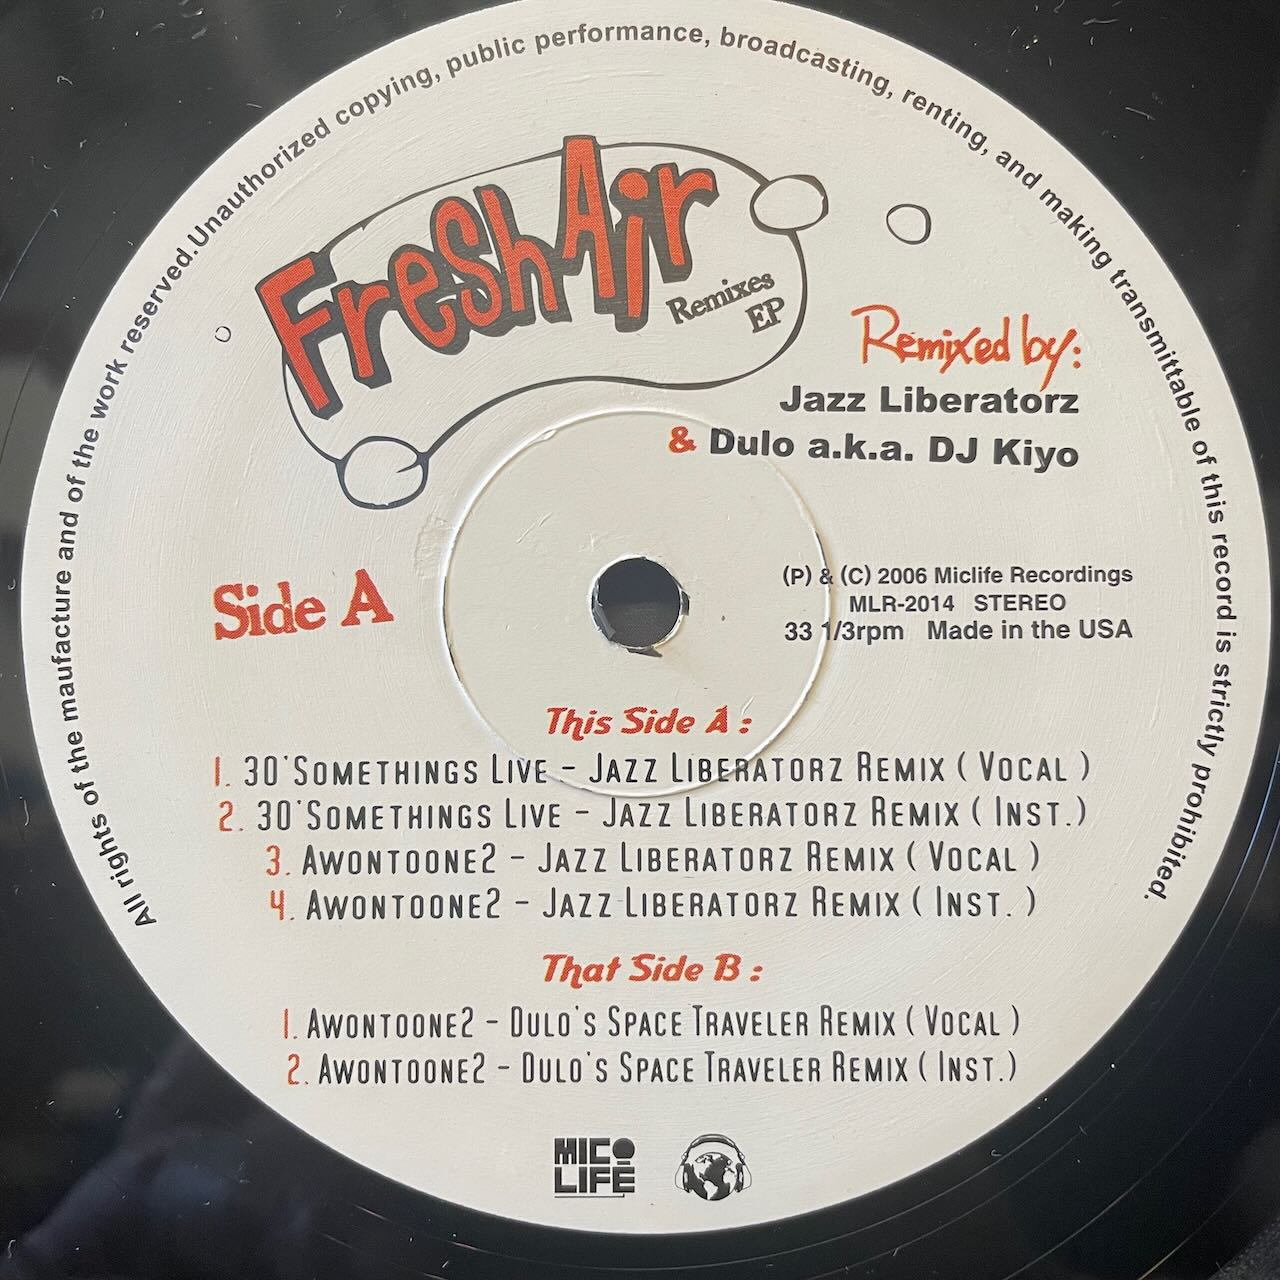 All rights of the maufacture and of the work reserved.Unauthorized copying, public performance, broadcasting, renting, and making transmittable of this record is strictly prohibited.
Fresh Air
Remixes
EP
Remixed by:
Jazz Liberatorz
& Dulo a.k.a. DJ Kiyo
Side A
(P) & (C) 2006 Miclife Recordings
MLR-2014 STEREO
33 1/3rpm Made in the USA
This Side A :
1. 30'Somethings Live - Jazz Liberatorz Remix ( Vocal )
2. 30'Somethings Live - Jazz Liberatorz Remix ( Inst.)
3. Awontoone2 - Jazz Liberatorz Remix ( Vocal )
4. Awontoone2 - Jazz Liberatorz Remix ( Inst. )
That Side B :
1. Awontoone2 - Dulo's Space Traveler Remix ( Vocal )
2. Awontoone2 - Dulo's Space Traveler Remix ( Inst.)
MIC
LIFE